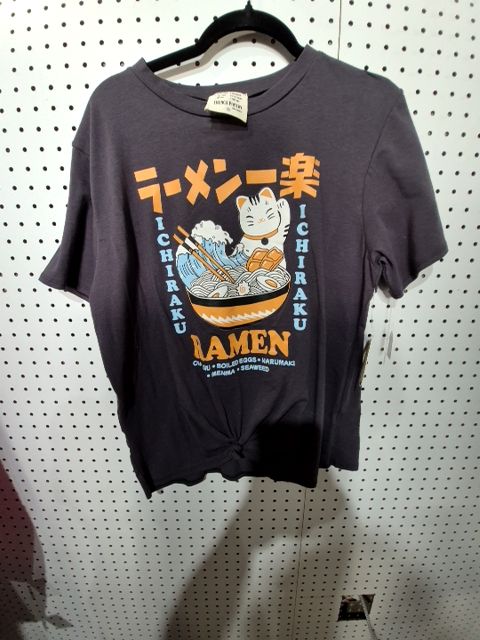 ラーメン一楽
ICHIRAKU
ICHIRAKU
RAMEN
BOILED EGGS • NARUMAKI
• MENMA • SEAWEED